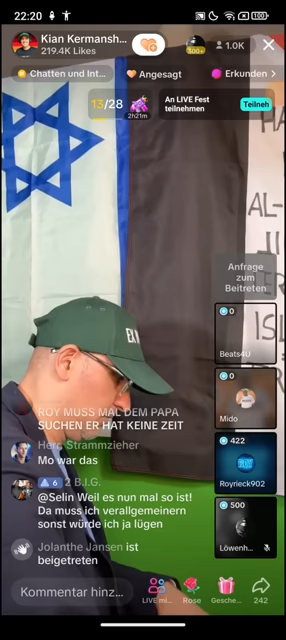 22:20
100
Kian Kermansh...
219.4K Likes
300+
1.0K
Chatten und Int...
Angesagt
Erkunden >
13/28
2h21m
An LIVE Fest
teilnehmen
Teilneh
AL-
ISL
Anfrage
zum
Beitreten
0
Beats4U
0
Mido
422
Royrieck902
500
Löwenh...
ROY MUSS MAL DEM PAPA
SUCHEN ER HAT KEINE ZEIT
Herr Strammzieher
Mo war das
6 2 B.I.G.
@Selin Weil es nun mal so ist!
Da muss ich verallgemeinern
sonst würde ich ja lügen
Jolanthe Jansen ist
beigetreten
Kommentar hinz...
LIVE mi...
Rose
Gesche...
242